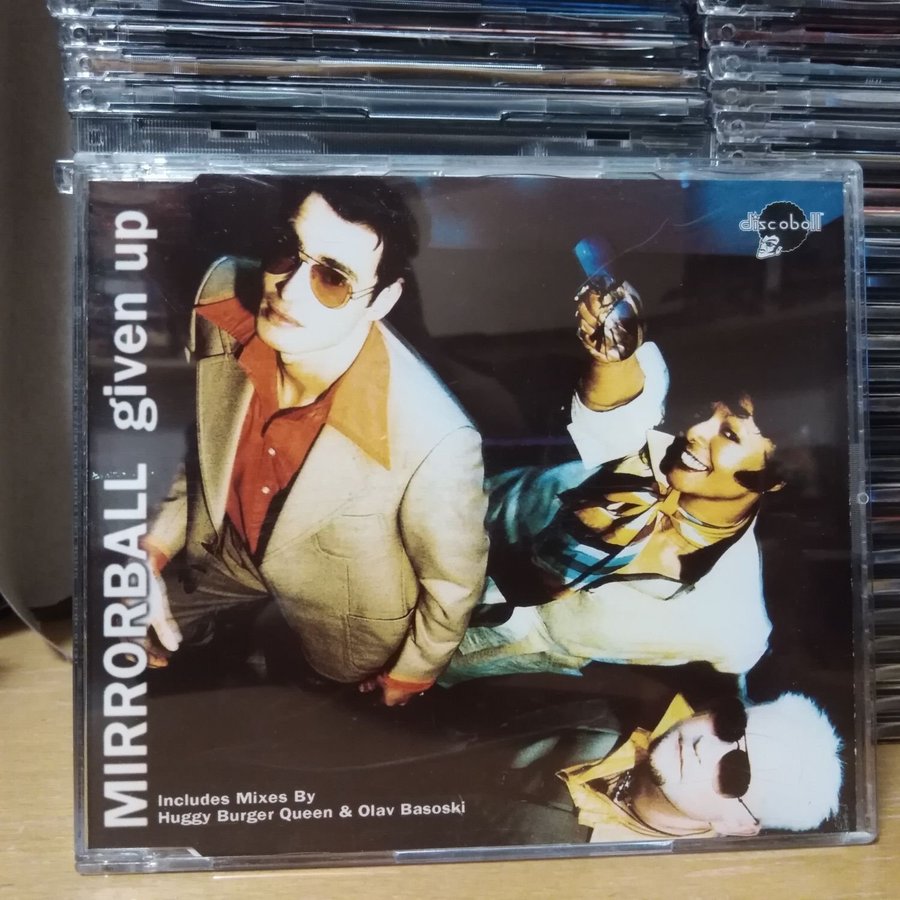 MIRRORBALL given up
discoball
Includes Mixes By
Huggy Burger Queen & Olav Basoski